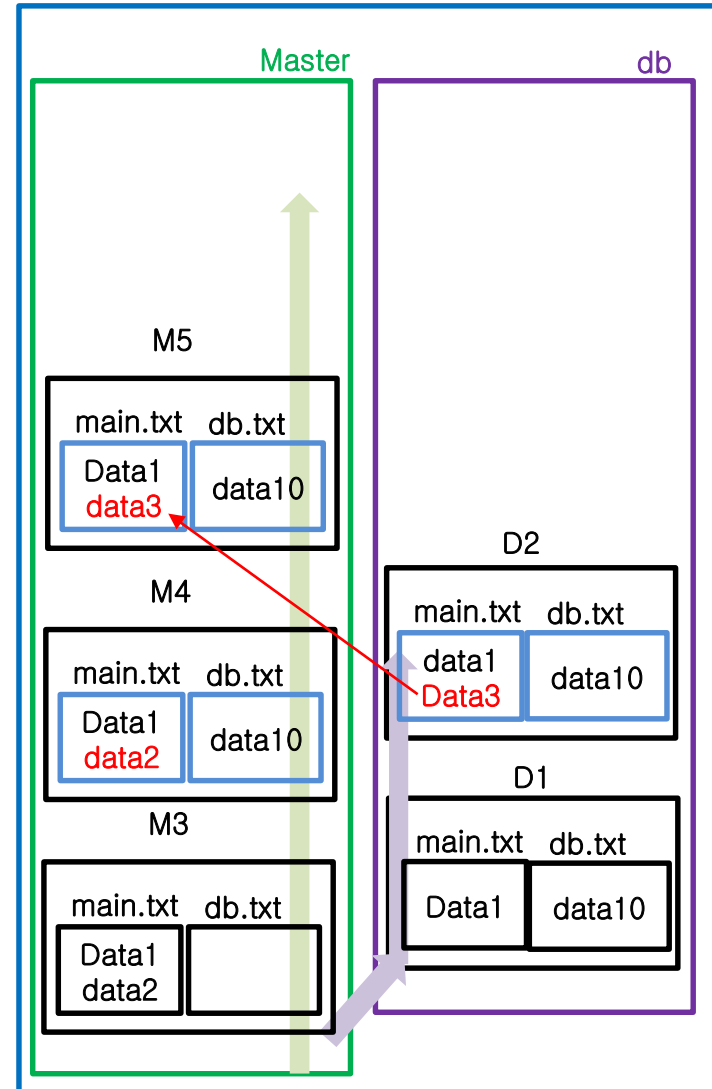 Master
db
M5
main.txt db.txt
Data1
data3
data10
M4
main.txt db.txt
Data1
data2
data10
M3
main.txt db.txt
Data1
data2
D2
main.txt db.txt
data1
Data3
data10
D1
main.txt db.txt
Data1
data10